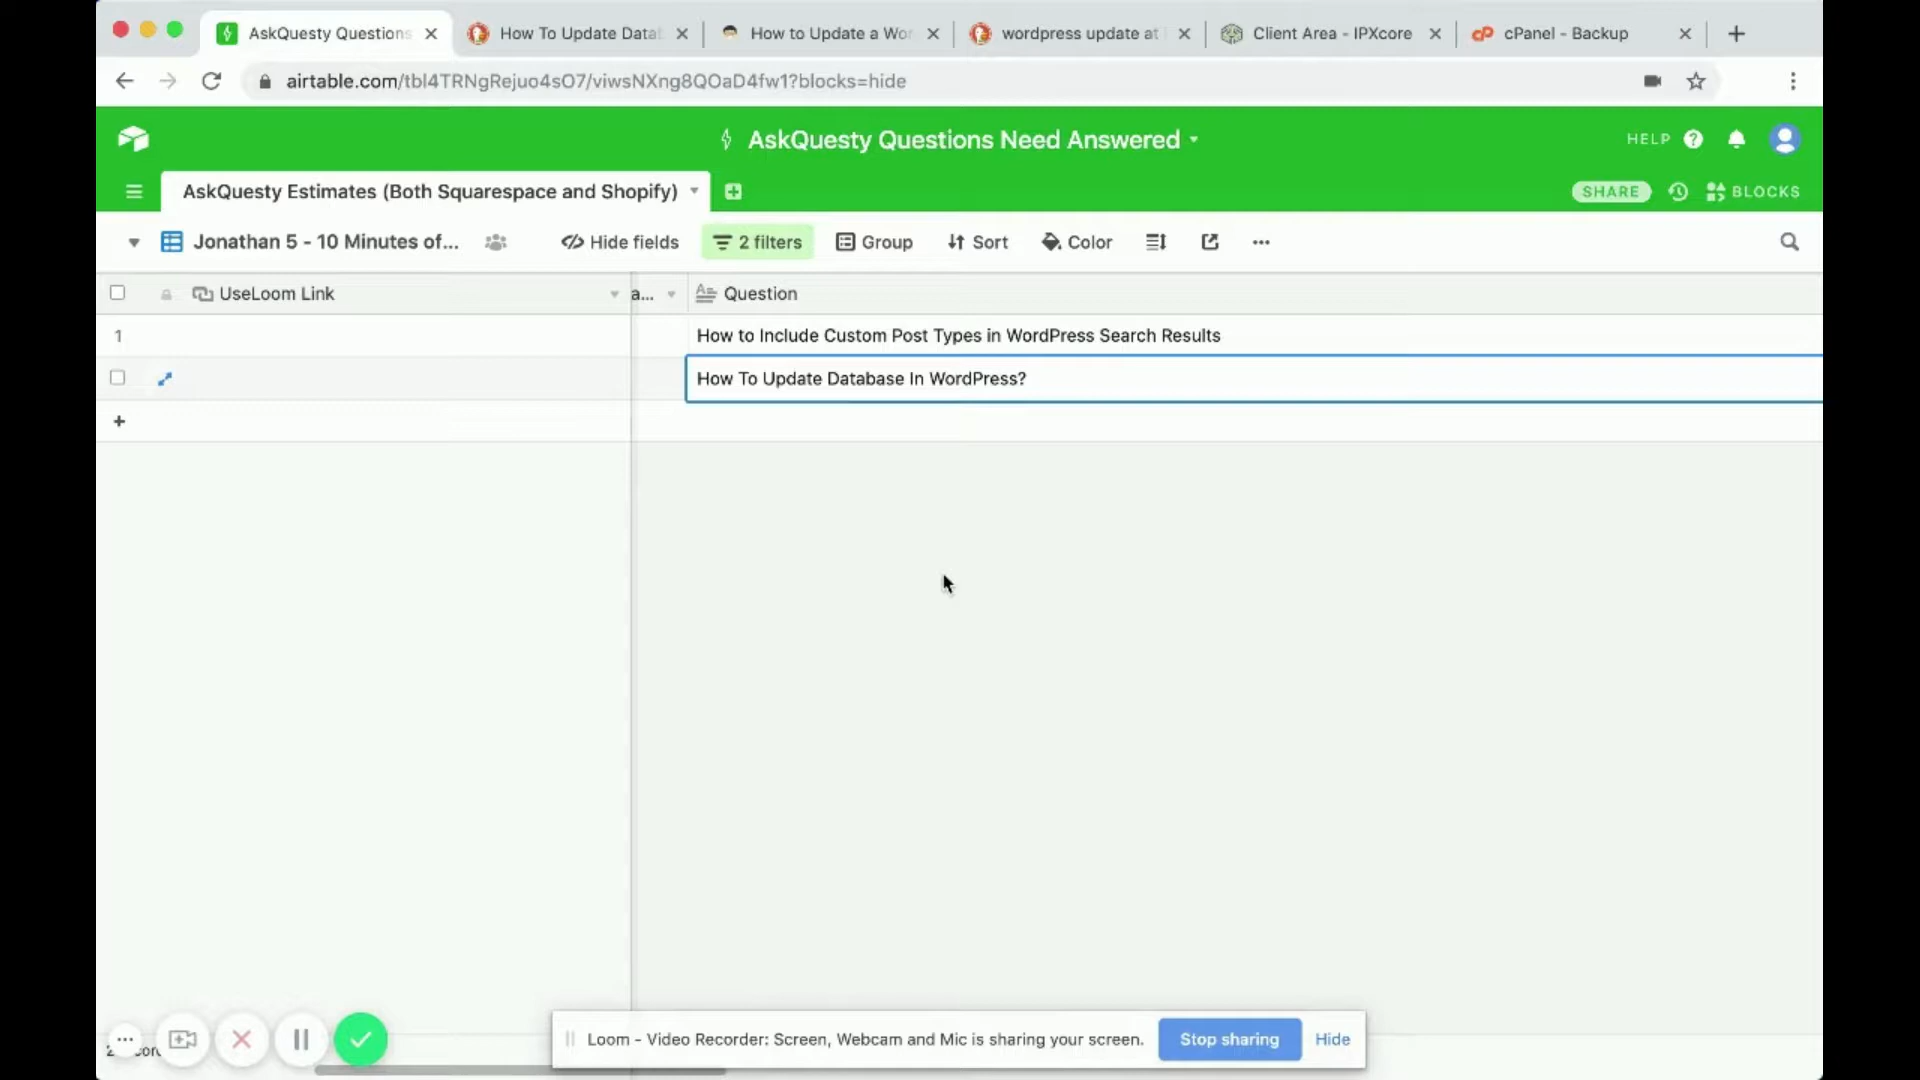 AskQuesty Questions
How To Update Datal
How to Update a Wor
wordpress update at
Client Area - IPXcore
cPanel - Backup
airtable.com/tbl4TRNgRejuo4sO7/viwsNXng8QOaD4fw1?blocks=hide
AskQuesty Questions Need Answered
HELP
AskQuesty Estimates (Both Squarespace and Shopify)
SHARE
BLOCKS
Jonathan 5 - 10 Minutes of...
Hide fields
2 filters
Group
Sort
Color
UseLoom Link
a...
Question
1
How to Include Custom Post Types in WordPress Search Results
How To Update Database In WordPress?
Loom - Video Recorder: Screen, Webcam and Mic is sharing your screen.
Stop sharing
Hide